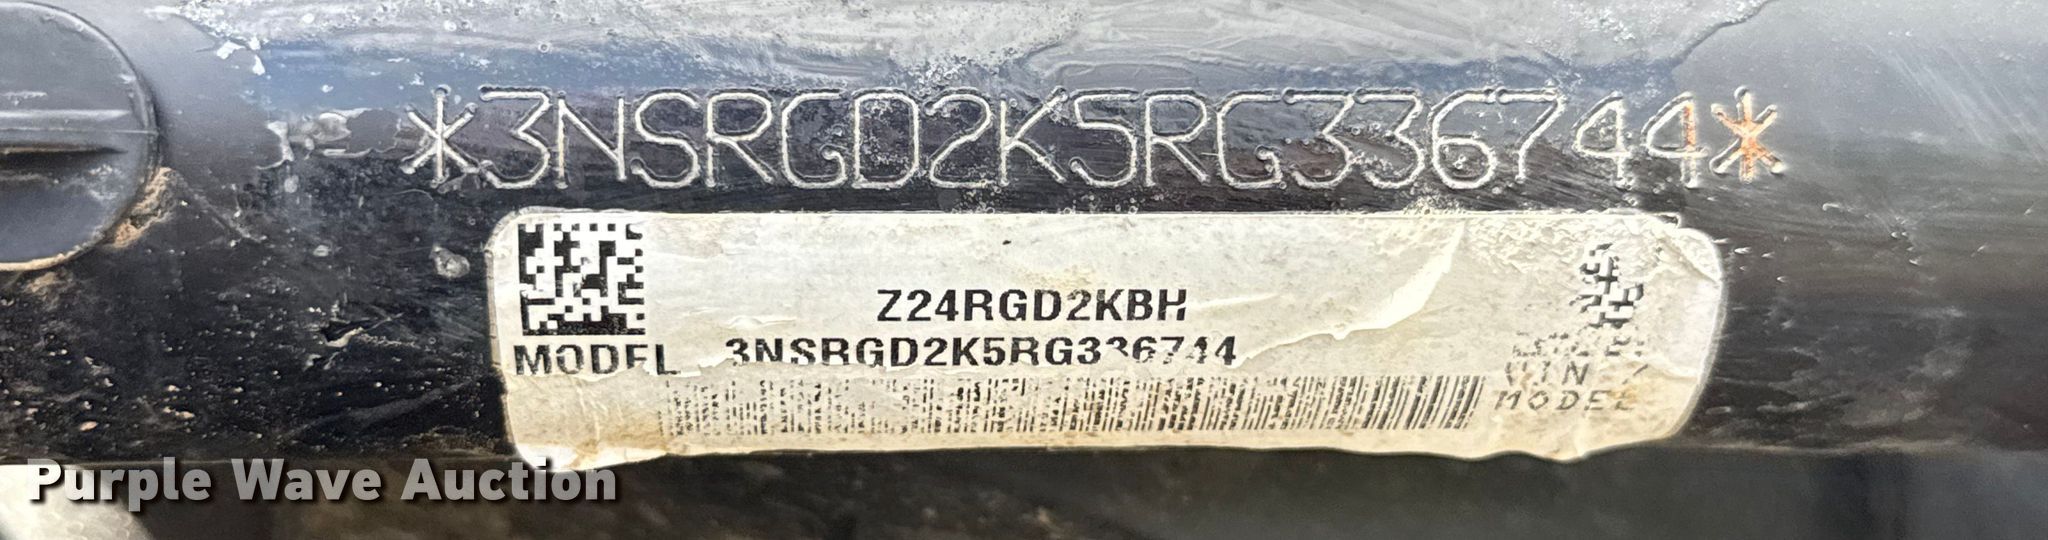 *3NSRGD2K5RG336744*
Z24RGD2KBH
MODEL 3NSRGD2K5RG336744
VIN
MODEL
Purple Wave Auction